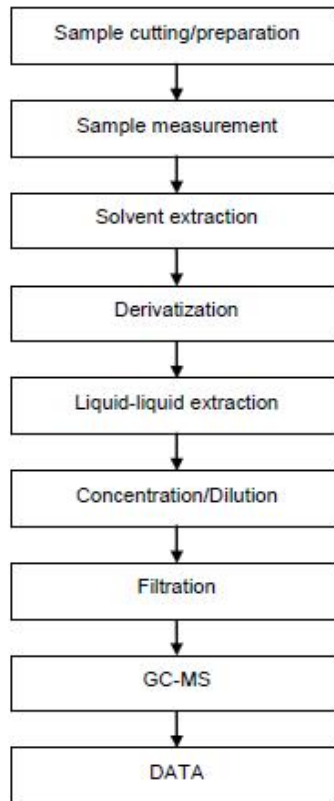 Sample cutting/preparation
Sample measurement
Solvent extraction
Derivatization
Liquid-liquid extraction
Concentration/Dilution
Filtration
GC-MS
DATA